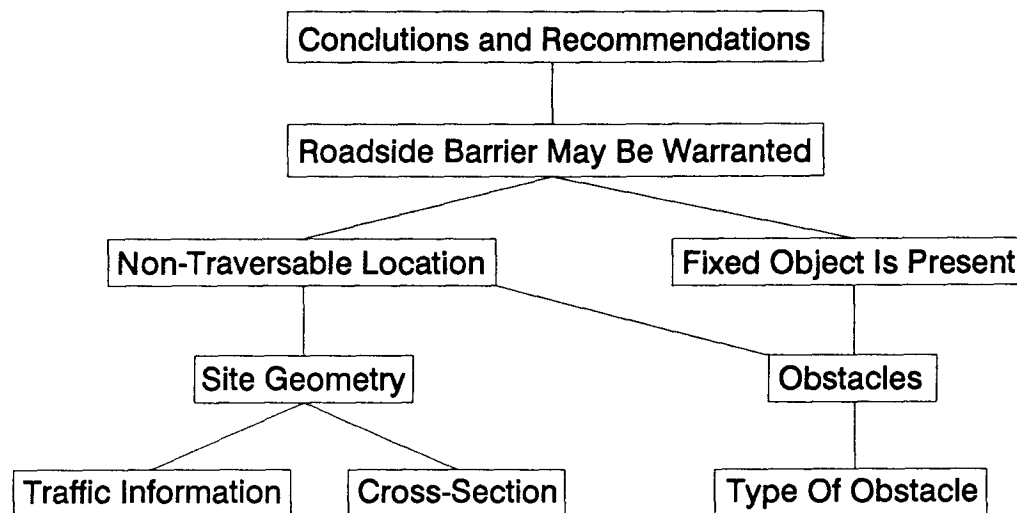 Conclutions and Recommendations
Roadside Barrier May Be Warranted
Non-Traversable Location
Fixed Object Is Present
Site Geometry
Obstacles
Traffic Information
Cross-Section
Type Of Obstacle